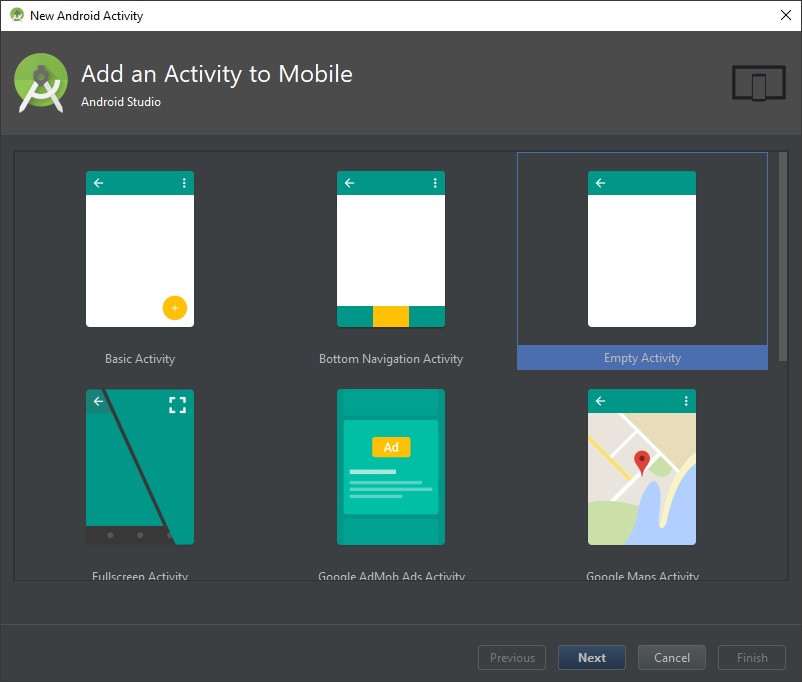 New Android Activity
Add an Activity to Mobile
Android Studio
Basic Activity
Bottom Navigation Activity
Empty Activity
Ad
Fullscreen Activity
Google AdMob Ads Activity
Google Maps Activity
Previous
Next
Cancel
Finish